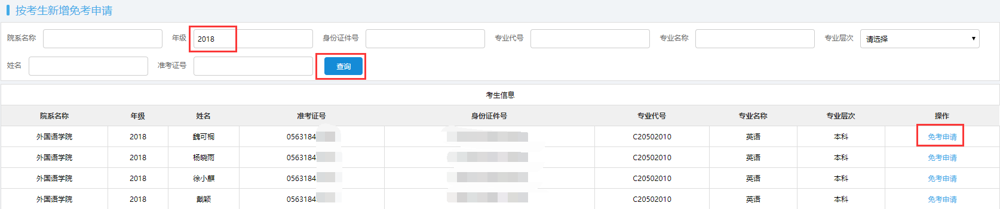 按考生新增免考申请
院系名称 年级 2018 身份证件号 专业代号 专业名称 专业层次 请选择
姓名 准考证号 查询
考生信息
院系名称 年级 姓名 准考证号 身份证件号 专业代号 专业名称 专业层次 操作
外国语学院 2018 魏可桐 0563184 C20502010 英语 本科 免考申请
外国语学院 2018 杨晓雨 0563184 C20502010 英语 本科 免考申请
外国语学院 2018 徐小麒 0563184 C20502010 英语 本科 免考申请
外国语学院 2018 戴颖 0563184 C20502010 英语 本科 免考申请